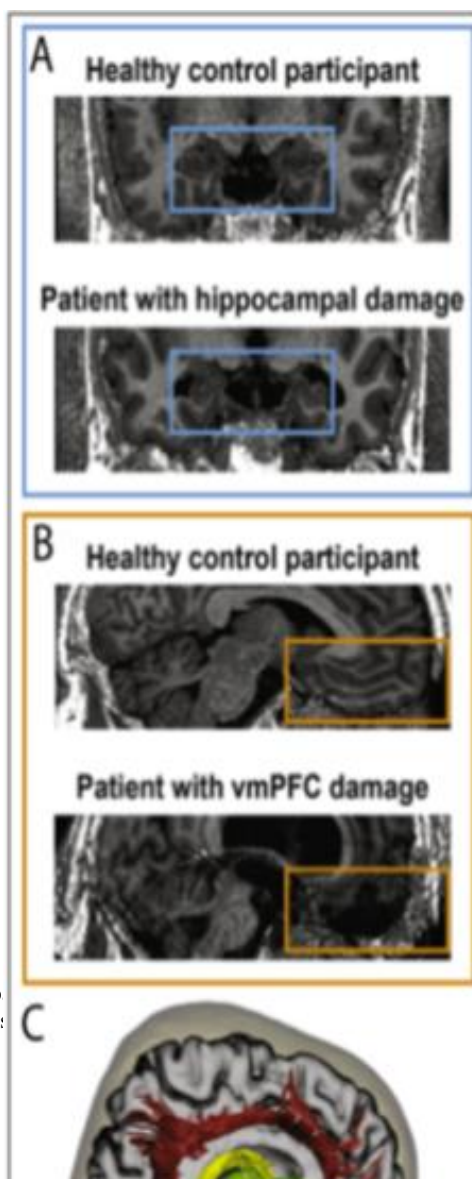 A
Healthy control participant
Patient with hippocampal damage
B
Healthy control participant
Patient with vmPFC damage
C